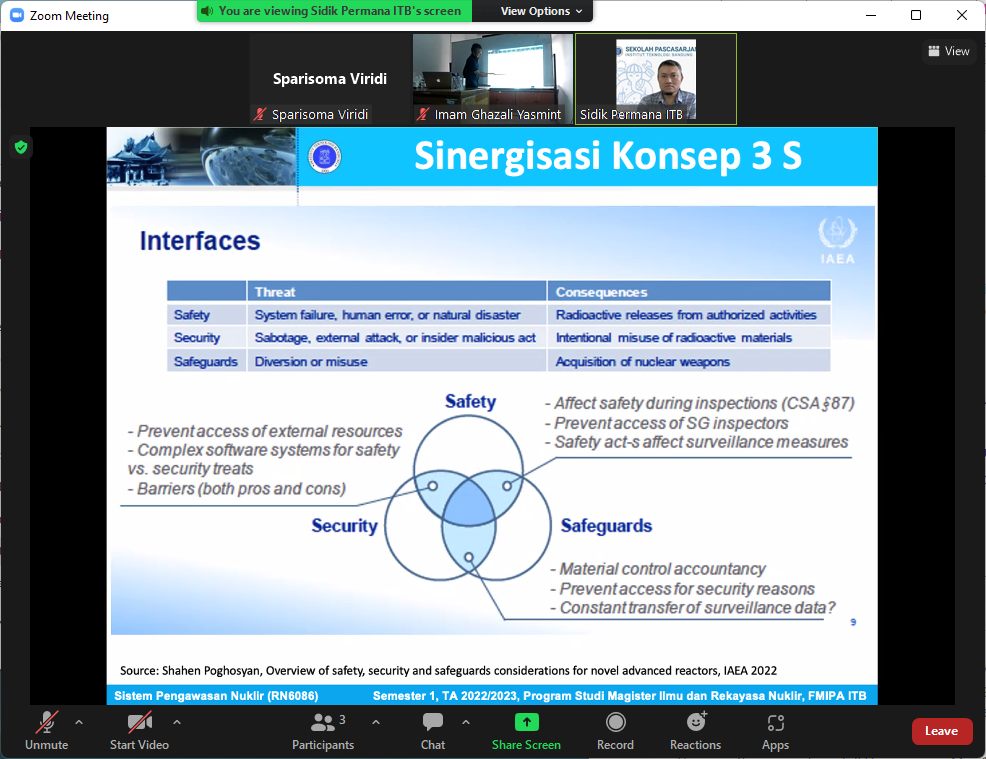 Zoom Meeting
You are viewing Sidik Permana ITB's screen
View Options
View
Sparisoma Viridi
Sparisoma Viridi
Imam Ghazali Yasmint
SEKOLAH PASCASARJA
INSTITUT TEKNOLOGI BANDUNG
Sidik Permana ITB
Sinergisasi Konsep 3 S
Interfaces
IAEA
Threat Consequences
Safety System failure, human error, or natural disaster Radioactive releases from authorized activities
Security Sabotage, external attack, or insider malicious act Intentional misuse of radioactive materials
Safeguards Diversion or misuse Acquisition of nuclear weapons
Safety
- Affect safety during inspections (CSA §87)
- Prevent access of SG inspectors
- Safety act-s affect surveillance measures
- Prevent access of external resources
- Complex software systems for safety
vs. security treats
- Barriers (both pros and cons)
Security
Safeguards
- Material control accountancy
- Prevent access for security reasons
- Constant transfer of surveillance data?
9
Source: Shahen Poghosyan, Overview of safety, security and safeguards considerations for novel advanced reactors, IAEA 2022
Sistem Pengawasan Nuklir (RN6086) Semester 1, TA 2022/2023, Program Studi Magister Ilmu dan Rekayasa Nuklir, FMIPA ITB
Unmute
Start Video
Participants 3
Chat
Share Screen
Record
Reactions
Apps
Leave